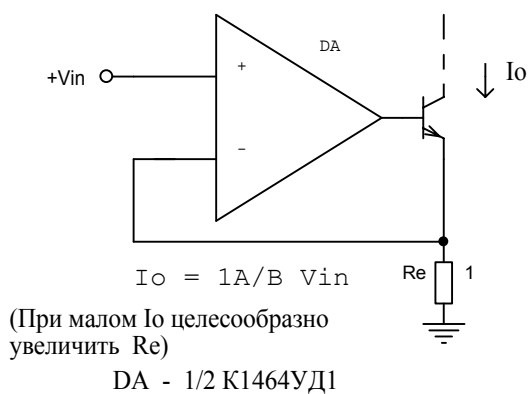 DA
+Vin
+
-
Io
Re 1
Io = 1A/B Vin
(При малом Io целесообразно
увеличить Re)
DA - 1/2 К1464УД1